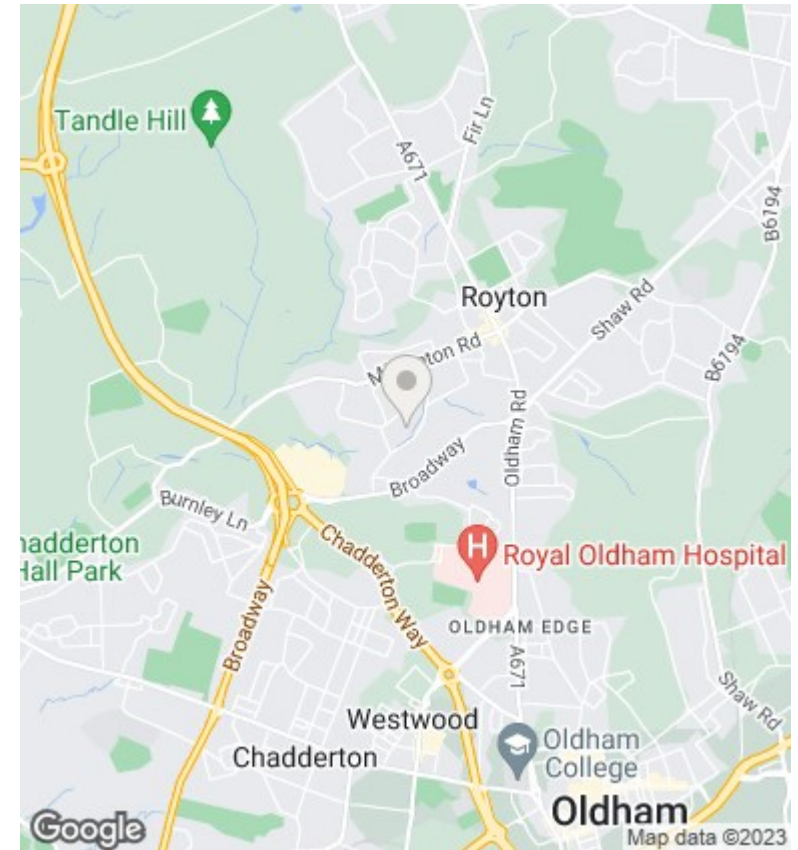 Tandle Hill
Fir Ln
A671
B6194
Royton
Shaw Rd
B6194
Oldham Rd
Broadway
Burnley Ln
hadderton
Hall Park
Chadderton Way
Royal Oldham Hospital
OLDHAM EDGE
Broadway
A671
Shaw Rd
Westwood
Oldham
College
Chadderton
Oldham
Google
Map data ©2023